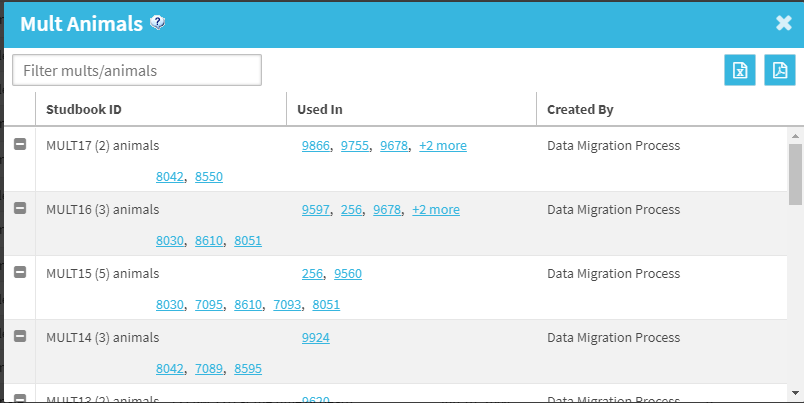 Mult Animals ?
Filter mults/animals
Studbook ID Used In Created By
MULT17 (2) animals 9866, 9755, 9678, +2 more Data Migration Process
8042, 8550
MULT16 (3) animals 9597, 256, 9678, +2 more Data Migration Process
8030, 8610, 8051
MULT15 (5) animals 256, 9560 Data Migration Process
8030, 7095, 8610, 7093, 8051
MULT14 (3) animals 9924 Data Migration Process
8042, 7089, 8595
MULT13 (2) animals 9620 Data Migration Process